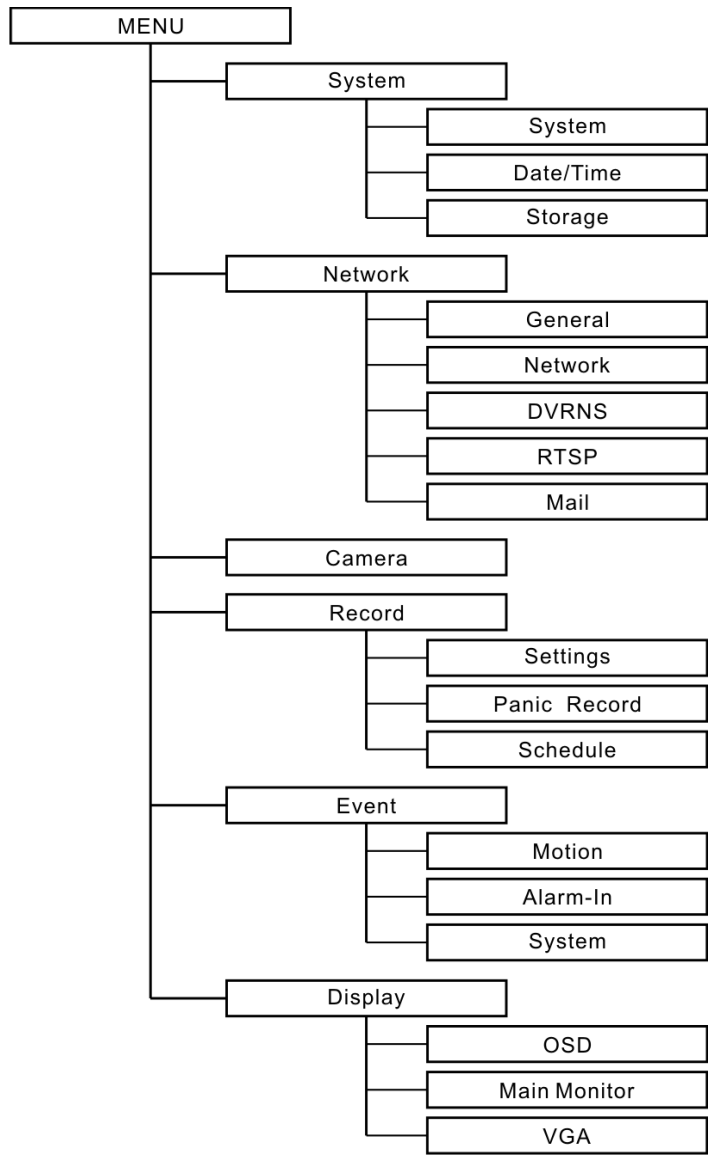 MENU
System
System
Date/Time
Storage
Network
General
Network
DVRNS
RTSP
Mail
Camera
Record
Settings
Panic Record
Schedule
Event
Motion
Alarm-In
System
Display
OSD
Main Monitor
VGA